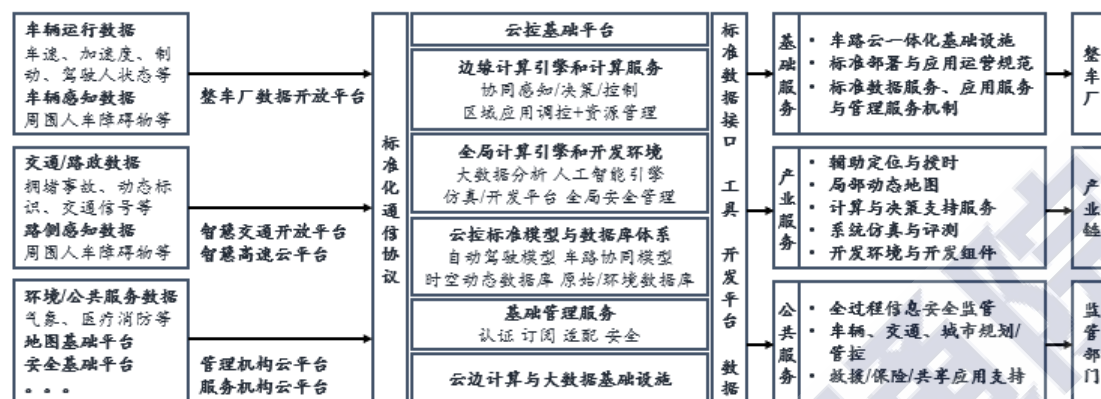 车辆运行数据
车速、加速度、制
动、驾驶人状态等
车辆感知数据
周围人车障碍物等
整车厂数据开放平台
交通/路政数据
拥堵事故、动态标
识、交通信号等
路侧感知数据
周围人车障碍物等
智慧交通开放平台
智慧高速云平台
环境/公共服务数据
气象、医疗消防等
地图基础平台
安全基础平台
。。。
管理机构云平台
服务机构云平台
标准化通信协议
云控基础平台
边缘计算引擎和计算服务
协同感知/决策/控制
区域应用调控+资源管理
全局计算引擎和开发环境
大数据分析 人工智能引擎
仿真/开发平台 全局安全管理
云控标准模型与数据库体系
自动驾驶模型 车路协同模型
时空动态数据库 原始/环境数据库
基础管理服务
认证 订阅 适配 安全
云边计算与大数据基础设施
标准数据接口 工具 开发平台 数据
基础服务
• 车路云一体化基础设施
• 标准部署与应用运营规范
• 标准数据服务、应用服务
与管理服务机制
整车厂
产业服务
• 辅助定位与授时
• 局部动态地图
• 计算与决策支持服务
• 系统仿真与评测
• 开发环境与开发组件
产业链
公共服务
• 全过程信息安全监管
• 车辆、交通、城市规划/
管控
• 救援/保险/共享应用支持
监管部门